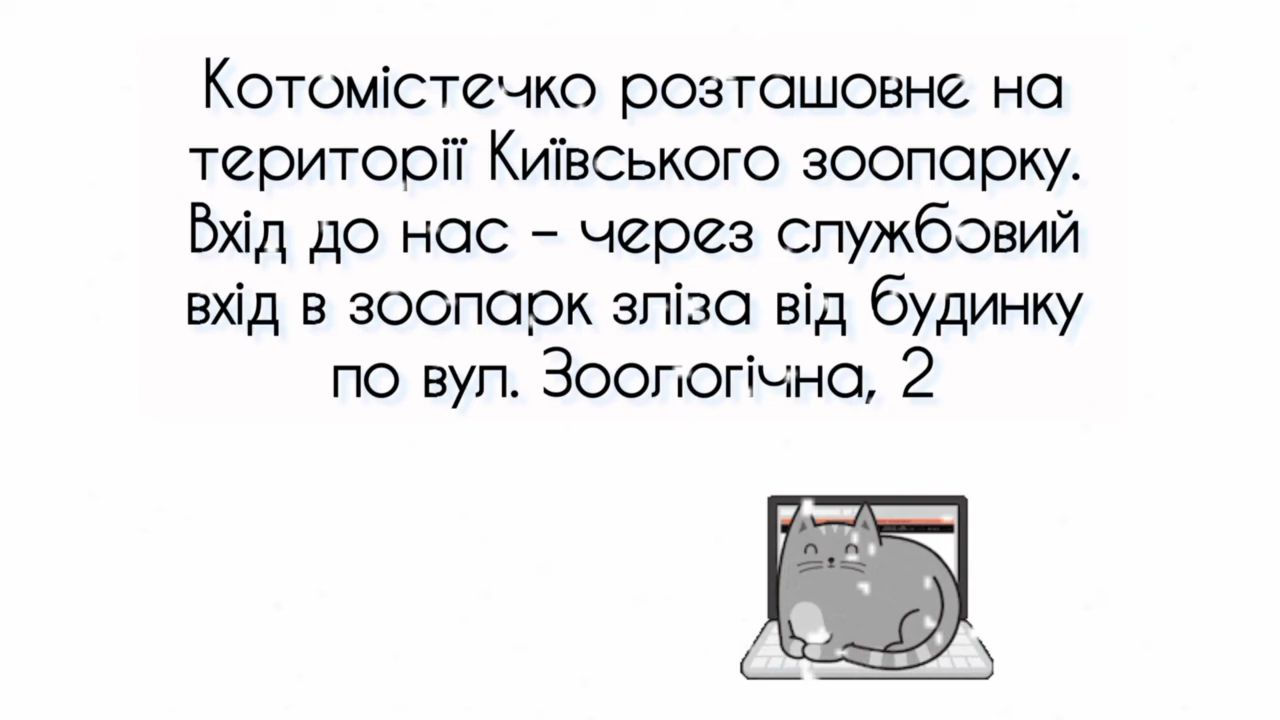 Котомістечко розташовне на
території Київського зоопарку.
Вхід до нас – через службовий
вхід в зоопарк зліва від будинку
по вул. Зоологічна, 2